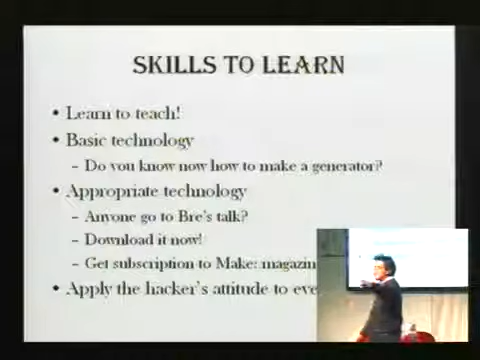 SKILLS TO LEARN
• Learn to teach!
• Basic technology
– Do you know now how to make a generator?
• Appropriate technology
– Anyone go to Bre's talk?
– Download it now!
– Get subscription to Make: magazin
• Apply the hacker's attitude to eve